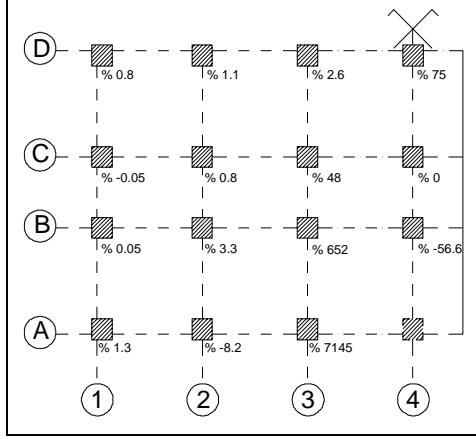 D
% 0.8 % 1.1 % 2.6 % 75
C
% -0.05 % 0.8 % 48 % 0
B
% 0.05 % 3.3 % 652 % -56.6
A
% 1.3 % -8.2 % 7145
1 2 3 4